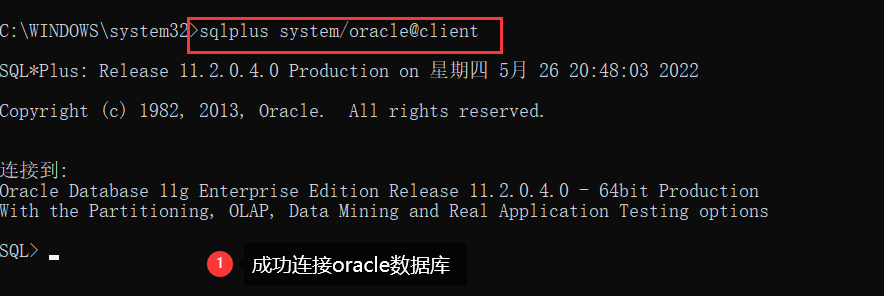 C:\WINDOWS\system32>sqlplus system/oracle@client
SQL*Plus: Release 11.2.0.4.0 Production on 星期四 5月 26 20:48:03 2022
Copyright (c) 1982, 2013, Oracle.  All rights reserved.
连接到:
Oracle Database 11g Enterprise Edition Release 11.2.0.4.0 - 64bit Production
With the Partitioning, OLAP, Data Mining and Real Application Testing options
SQL>
1 成功连接oracle数据库